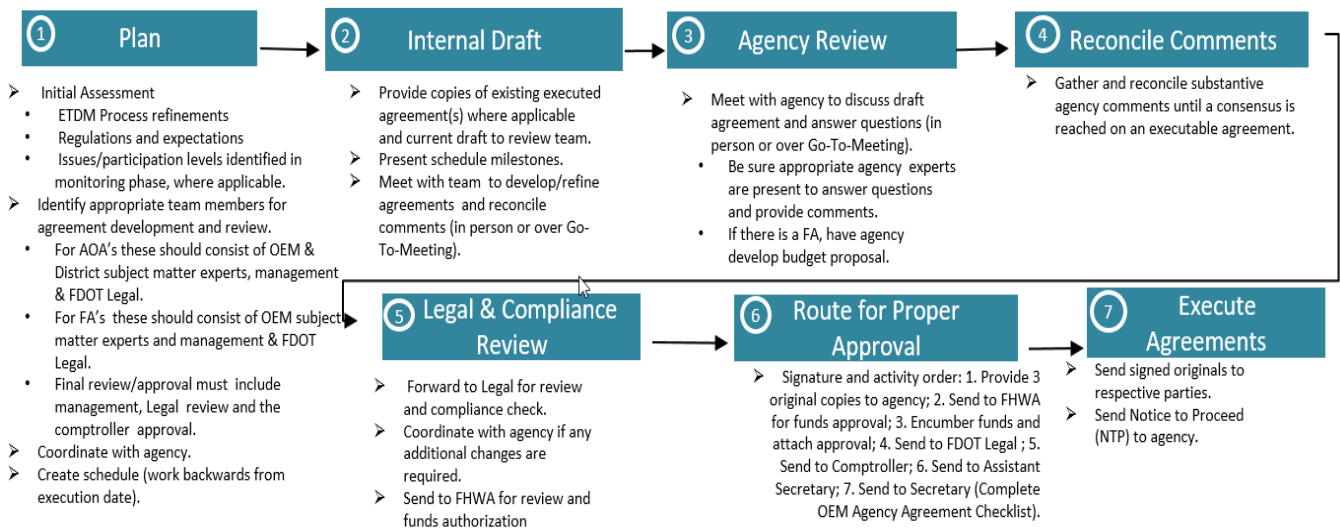 1 Plan
➢ Initial Assessment
• ETDM Process refinements
• Regulations and expectations
• Issues/participation levels identified in
monitoring phase, where applicable.
➢ Identify appropriate team members for
agreement development and review.
• For AOA's these should consist of OEM &
District subject matter experts, management
& FDOT Legal.
• For FA's these should consist of OEM subject
matter experts and management & FDOT
Legal.
• Final review/approval must include
management, Legal review and the
comptroller approval.
➢ Coordinate with agency.
➢ Create schedule (work backwards from
execution date).
2 Internal Draft
➢ Provide copies of existing executed
agreement(s) where applicable
and current draft to review team.
➢ Present schedule milestones.
➢ Meet with team to develop/refine
agreements and reconcile
comments (in person or over Go-
To-Meeting).
3 Agency Review
➢ Meet with agency to discuss draft
agreement and answer questions (in
person or over Go-To-Meeting).
• Be sure appropriate agency experts
are present to answer questions
and provide comments.
• If there is a FA, have agency
develop budget proposal.
4 Reconcile Comments
➢ Gather and reconcile substantive
agency comments until a consensus is
reached on an executable agreement.
5 Legal & Compliance
Review
➢ Forward to Legal for review
and compliance check.
➢ Coordinate with agency if any
additional changes are
required.
➢ Send to FHWA for review and
funds authorization
6 Route for Proper
Approval
➢ Signature and activity order: 1. Provide 3
original copies to agency; 2. Send to FHWA
for funds approval; 3. Encumber funds and
attach approval; 4. Send to FDOT Legal ; 5.
Send to Comptroller; 6. Send to Assistant
Secretary; 7. Send to Secretary (Complete
OEM Agency Agreement Checklist).
7 Execute
Agreements
➢ Send signed originals to
respective parties.
➢ Send Notice to Proceed
(NTP) to agency.